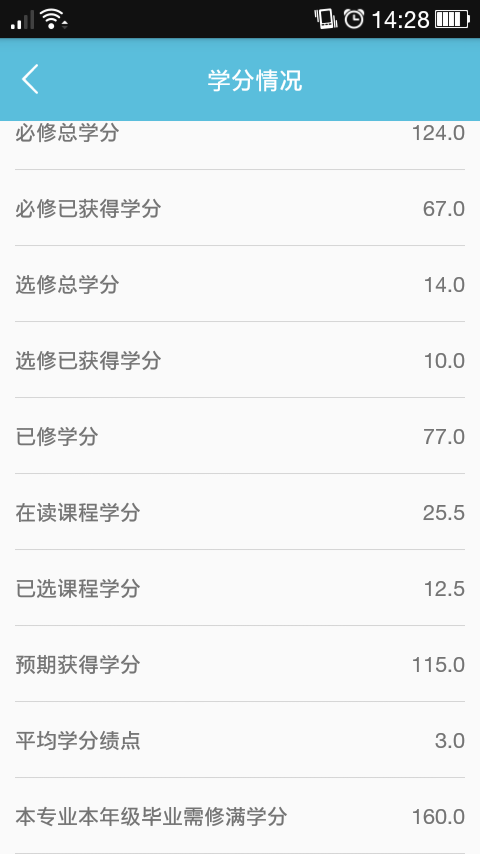 14:28
学分情况
必修总学分 124.0
必修已获得学分 67.0
选修总学分 14.0
选修已获得学分 10.0
已修学分 77.0
在读课程学分 25.5
已选课程学分 12.5
预期获得学分 115.0
平均学分绩点 3.0
本专业本年级毕业需修满学分 160.0